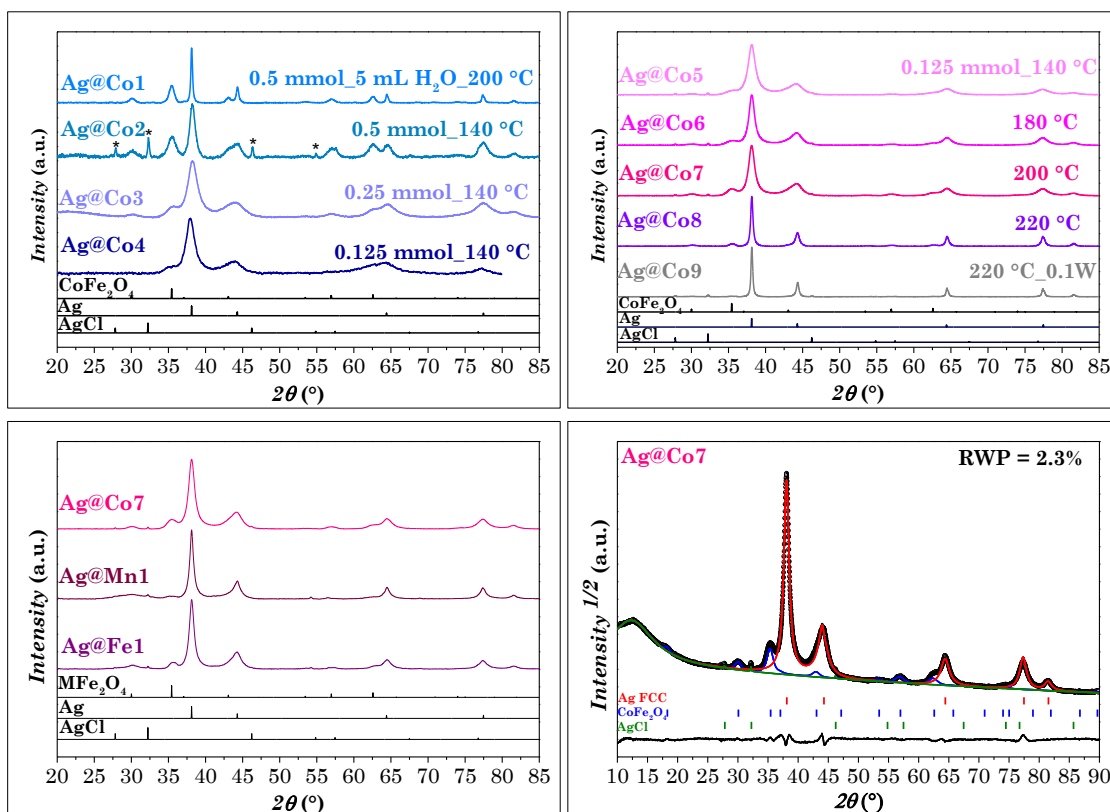 Ag@Co1
0.5 mmol_5 mL H₂O_200 °C
Ag@Co2
* * * *
0.5 mmol_140 °C
Ag@Co3
0.25 mmol_140 °C
Ag@Co4
0.125 mmol_140 °C
CoFe₂O₄
Ag
AgCl
20 25 30 35 40 45 50 55 60 65 70 75 80 85
2θ (°)
Intensity (a.u.)
Ag@Co5
0.125 mmol_140 °C
Ag@Co6
180 °C
Ag@Co7
200 °C
Ag@Co8
220 °C
Ag@Co9
220 °C_0.1W
CoFe₂O₄
Ag
AgCl
10 15 20 25 30 35 40 45 50 55 60 65 70 75 80 85
2θ (°)
Intensity (a.u.)
Ag@Co7
Ag@Mn1
Ag@Fe1
MFe₂O₄
Ag
AgCl
20 25 30 35 40 45 50 55 60 65 70 75 80 85
2θ (°)
Intensity (a.u.)
Ag@Co7
RWP = 2.3%
Ag FCC
CoFe₂O₄
AgCl
10 15 20 25 30 35 40 45 50 55 60 65 70 75 80 85 90
2θ (°)
Intensity 1/2 (a.u.)